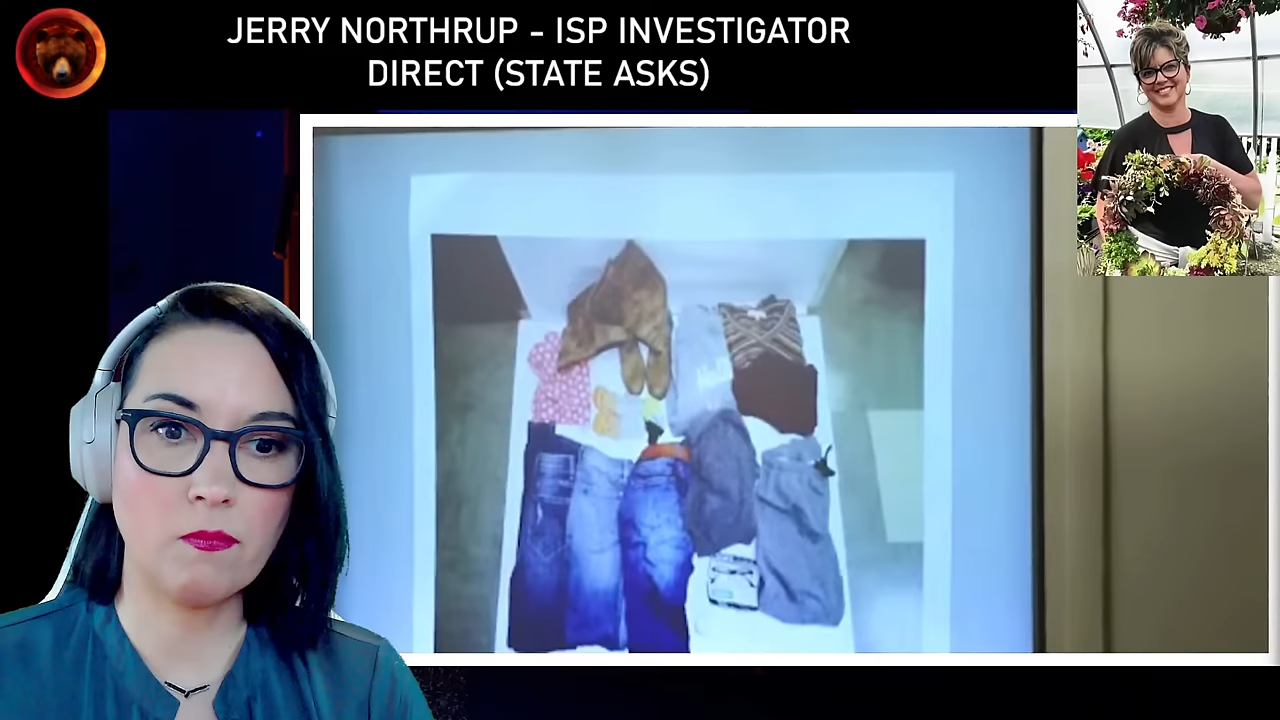 JERRY NORTHRUP - ISP INVESTIGATOR
DIRECT (STATE ASKS)